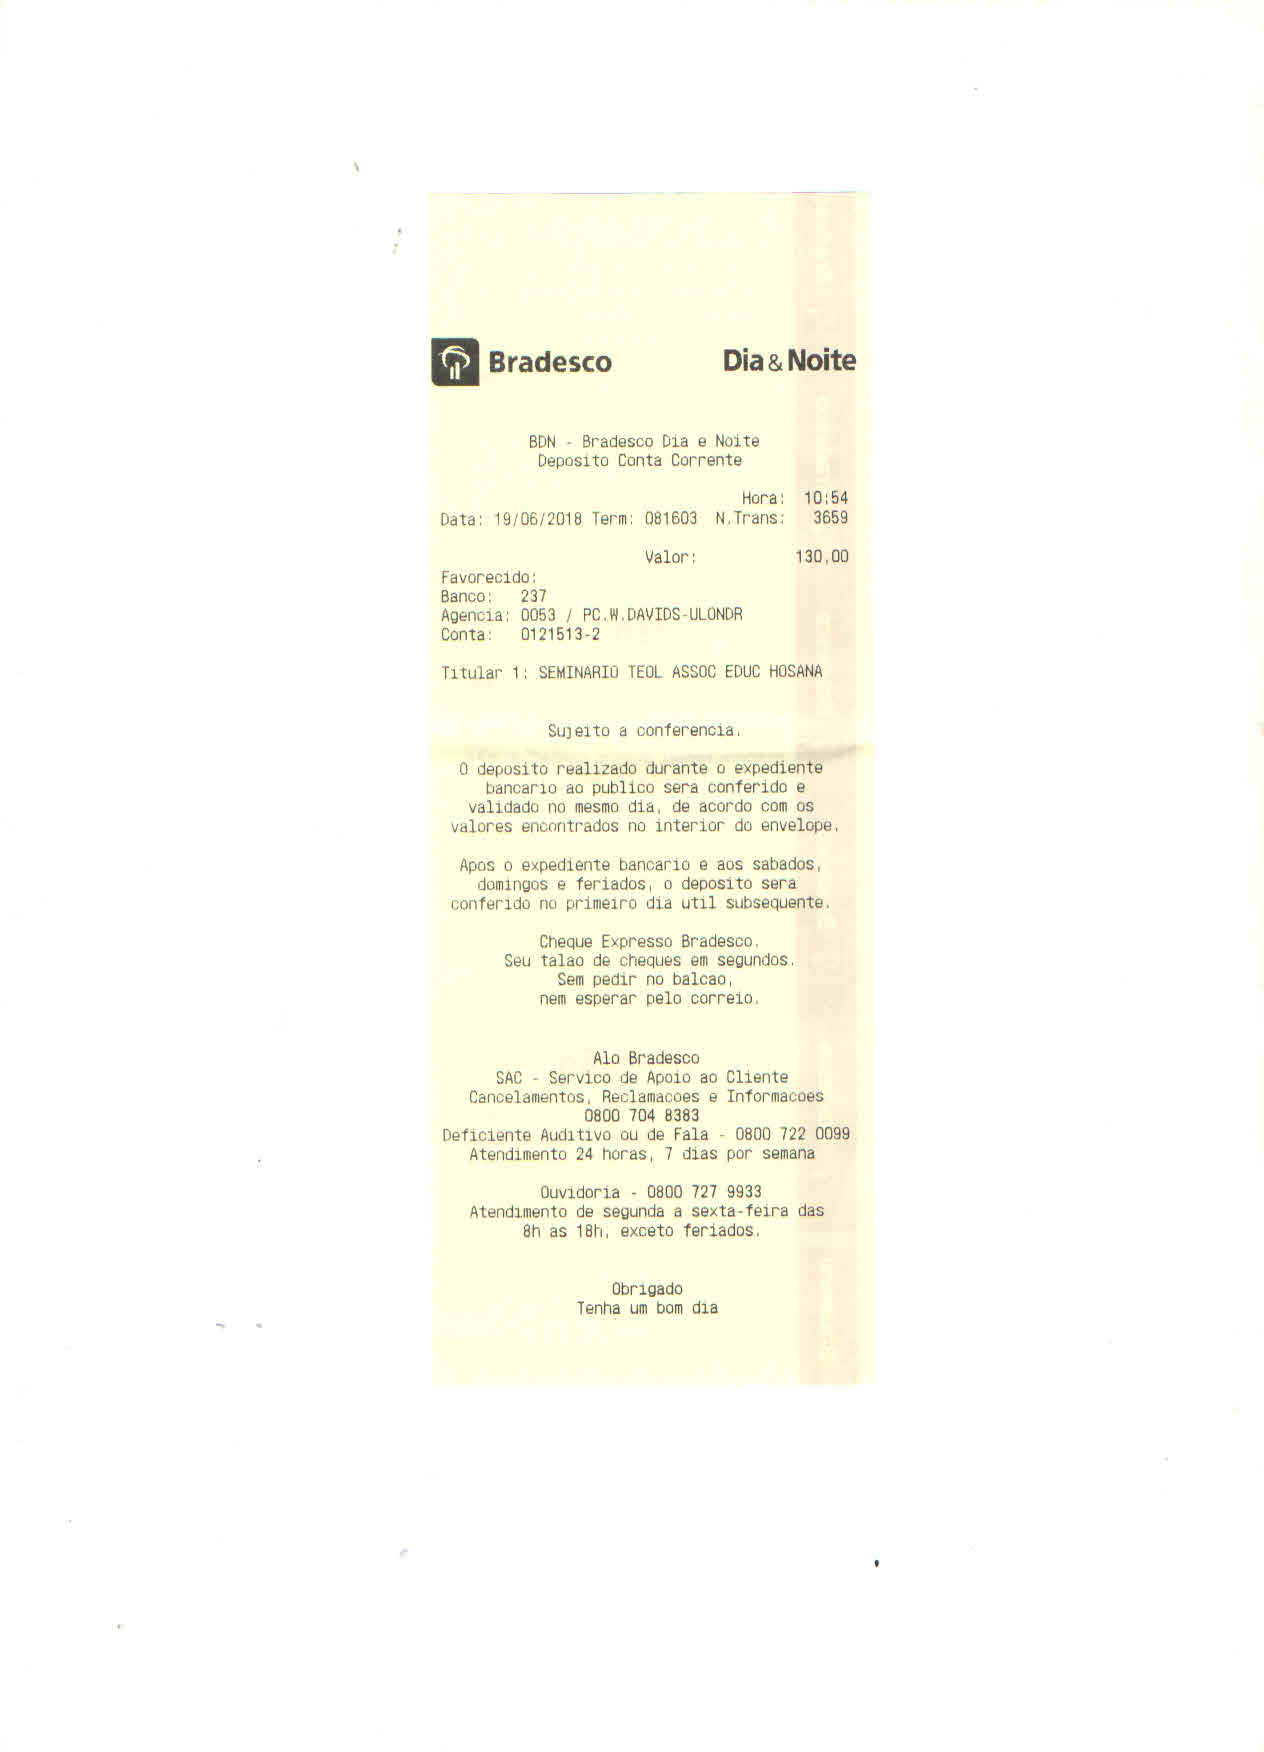 Bradesco Dia&Noite
BDN - Bradesco Dia e Noite
Deposito Conta Corrente
Hora: 10:54
Data: 19/06/2018 Term: 081603 N.Trans: 3659
Valor: 130,00
Favorecido:
Banco: 237
Agencia: 0053 / PC.W.DAVIDS-ULONDR
Conta: 0121513-2
Titular 1: SEMINARIO TEOL ASSOC EDUC HOSANA
Sujeito a conferencia.
O deposito realizado durante o expediente
bancario ao publico sera conferido e
validado no mesmo dia, de acordo com os
valores encontrados no interior do envelope.
Apos o expediente bancario e aos sabados,
domingos e feriados, o deposito sera
conferido no primeiro dia util subsequente.
Cheque Expresso Bradesco.
Seu talao de cheques em segundos.
Sem pedir no balcao,
nem esperar pelo correio.
Alo Bradesco
SAC - Servico de Apoio ao Cliente
Cancelamentos, Reclamacoes e Informacoes
0800 704 8383
Deficiente Auditivo ou de Fala - 0800 722 0099
Atendimento 24 horas, 7 dias por semana
Ouvidoria - 0800 727 9933
Atendimento de segunda a sexta-feira das
8h as 18h, exceto feriados.
Obrigado
Tenha um bom dia